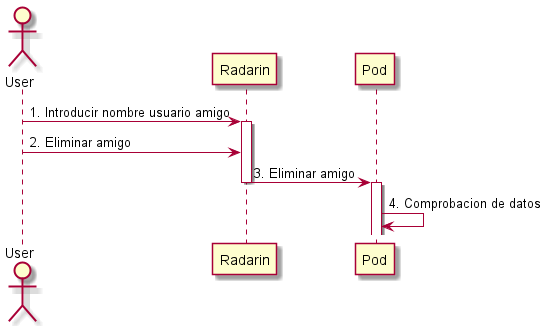 User
Radarin
Pod
1. Introducir nombre usuario amigo
2. Eliminar amigo
3. Eliminar amigo
4. Comprobacion de datos
User
Radarin
Pod